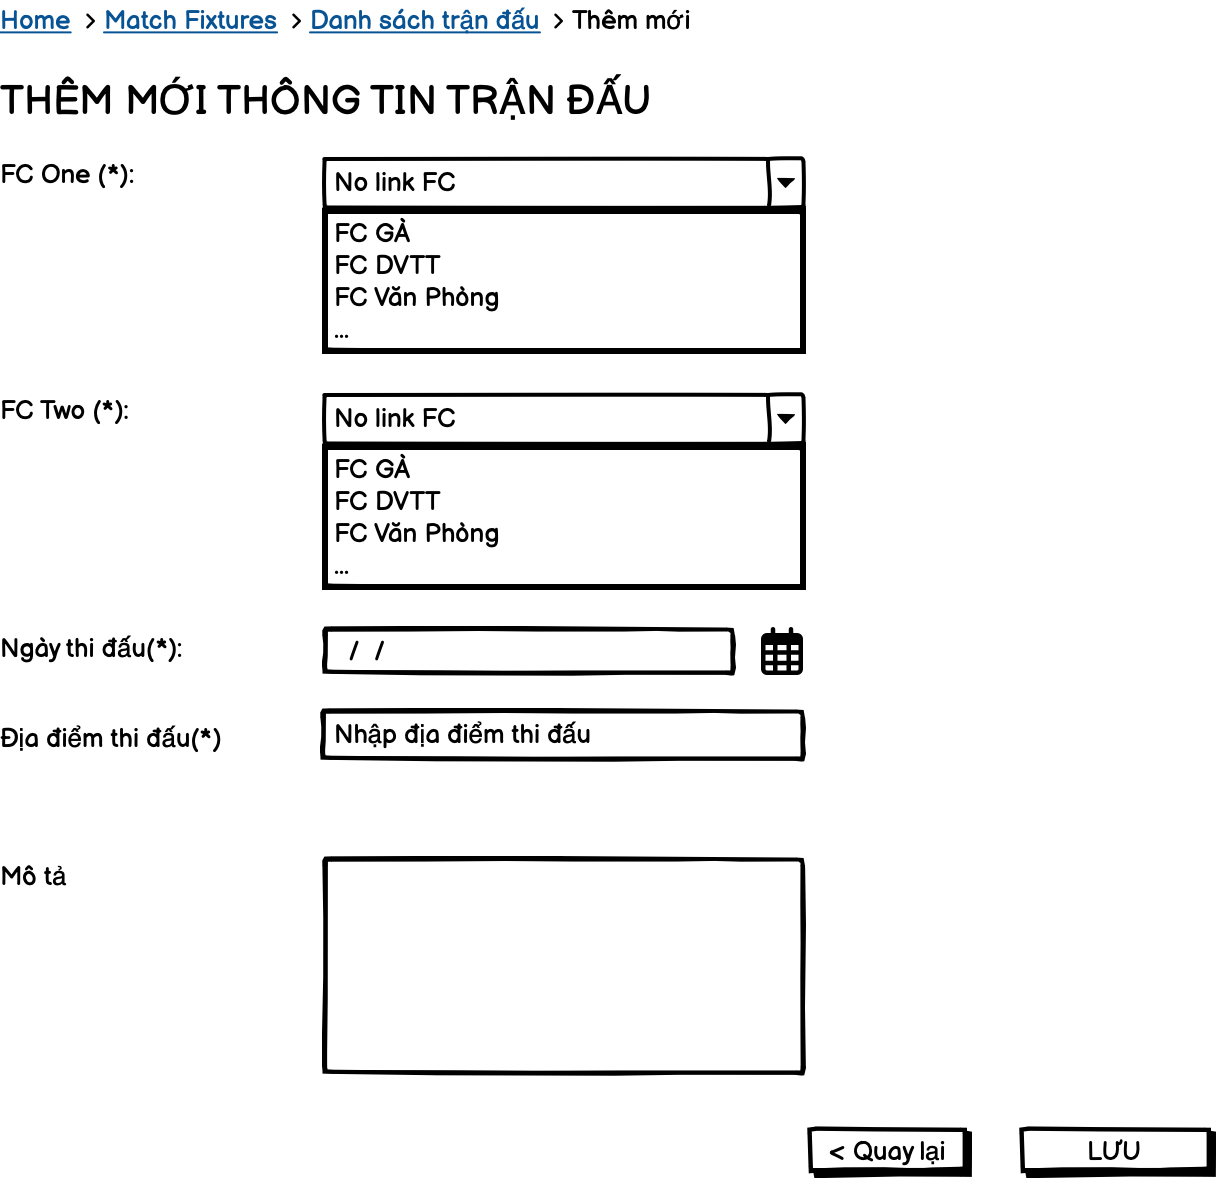 Home > Match Fixtures > Danh sách trận đấu > Thêm mới
THÊM MỚI THÔNG TIN TRẬN ĐẤU
FC One (*):
No link FC
FC GÀ
FC DVTT
FC Văn Phòng
...
FC Two (*):
No link FC
FC GÀ
FC DVTT
FC Văn Phòng
...
Ngày thi đấu(*):
/ /
Địa điểm thi đấu(*)
Nhập địa điểm thi đấu
Mô tả
< Quay lại
LƯU